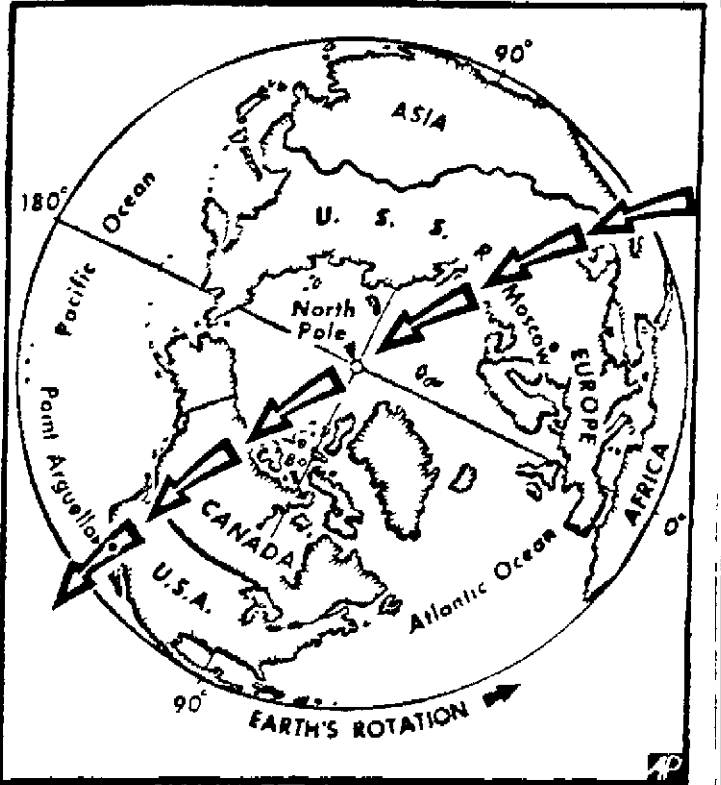 90°
ASIA
180°
Ocean
Pacific
U. S. S. R
North
Pole
Moscow
EUROPE
AFRICA
0°
0°
Point Arguello
CANADA
U.S.A.
Atlantic Ocean
90°
EARTH'S ROTATION
AP